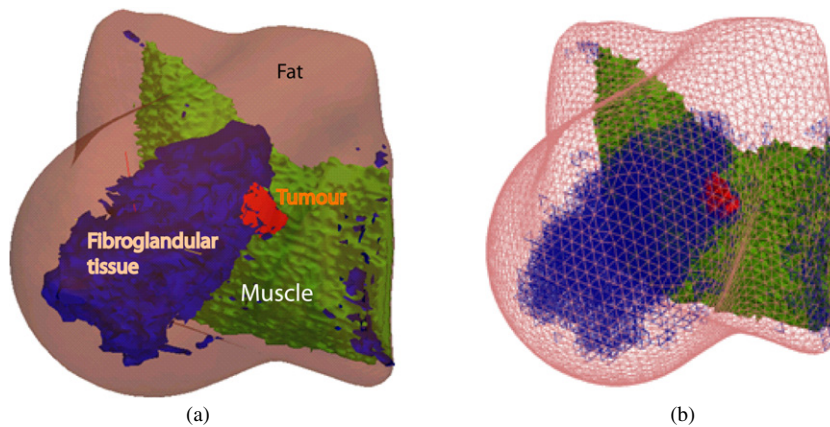 Fat
Tumour
Fibroglandular
tissue
Muscle
(a)
(b)